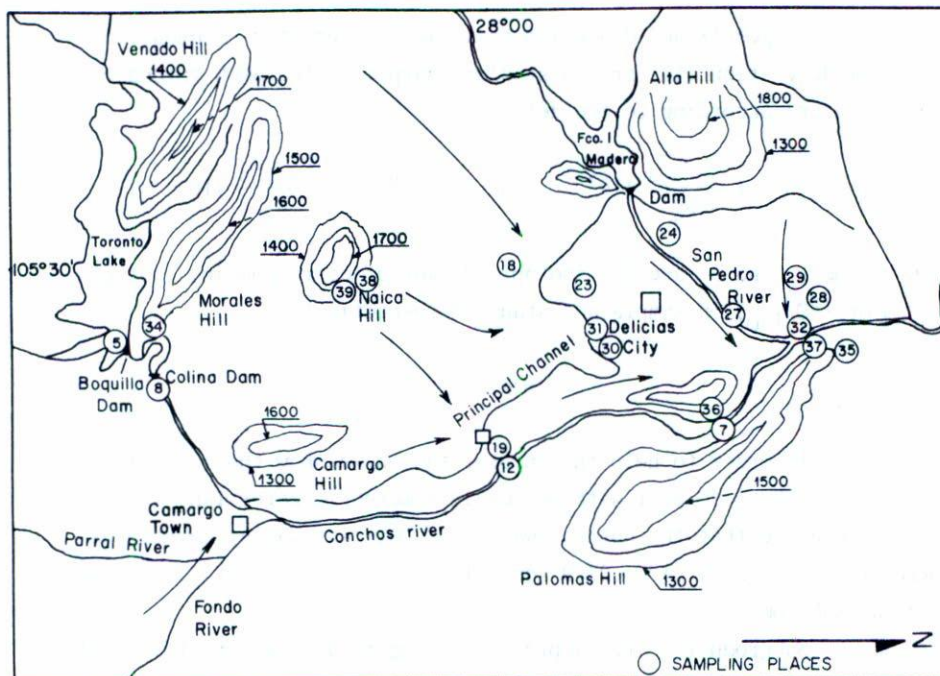 28°00
Venado Hill
1400
1700
1500
1600
Toronto
Lake
105°30'
Morales
Hill
1400
1700
38
39
Naica
Hill
34
5
Boquilla
Dam
Colina Dam
8
1600
1300
Camargo
Hill
Camargo
Town
Parral River
Fondo
River
Conchos river
Principal Channel
19
12
18
23
31
Delicias
30
City
Fco. I
Madero
Dam
Alta Hill
1800
1300
24
San
Pedro
River
27
29
28
32
37
35
36
7
1500
1300
Palomas Hill
N
SAMPLING PLACES